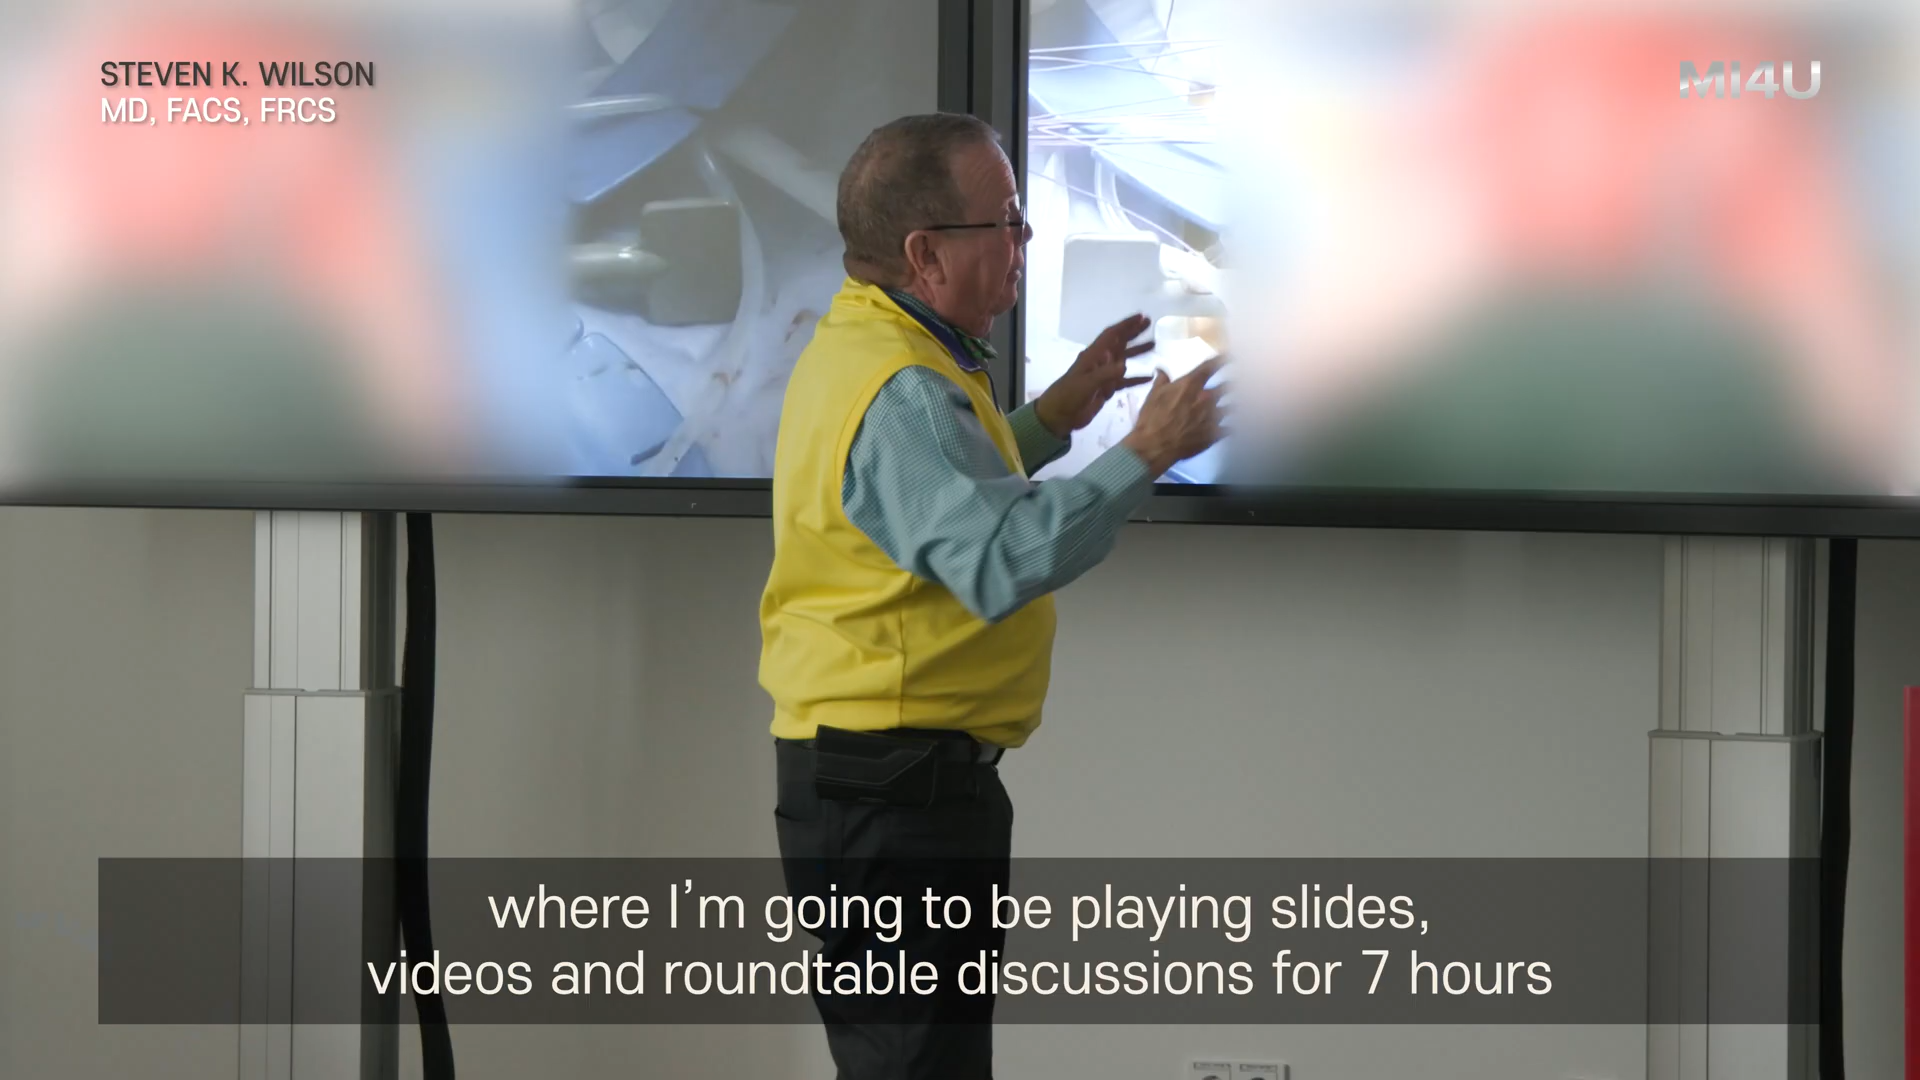 STEVEN K. WILSON
MD, FACS, FRCS
Mi4U
where I'm going to be playing slides,
videos and roundtable discussions for 7 hours